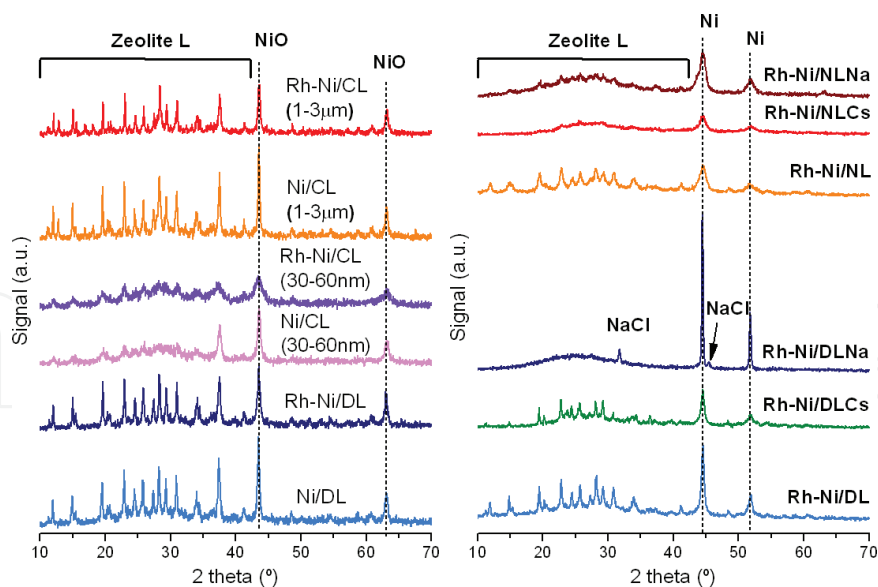 Zeolite L
NiO
NiO
Rh-Ni/CL
(1-3μm)
Ni/CL
(1-3μm)
Rh-Ni/CL
(30-60nm)
Ni/CL
(30-60nm)
Rh-Ni/DL
Ni/DL
Signal (a.u.)
10 20 30 40 50 60 70
2 theta (º)
Zeolite L
Ni
Ni
Rh-Ni/NLNa
Rh-Ni/NLCs
Rh-Ni/NL
NaCl
NaCl
Rh-Ni/DLNa
Rh-Ni/DLCs
Rh-Ni/DL
Signal (a.u.)
10 20 30 40 50 60 70
2 theta (º)